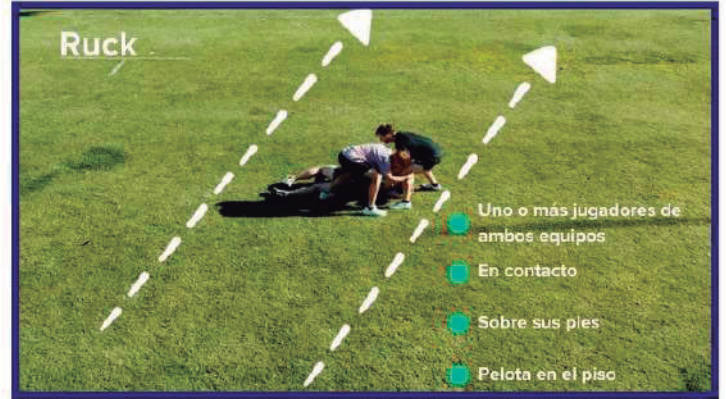 Ruck
Uno o más jugadores de
ambos equipos
En contacto
Sobre sus pies
Pelota en el piso